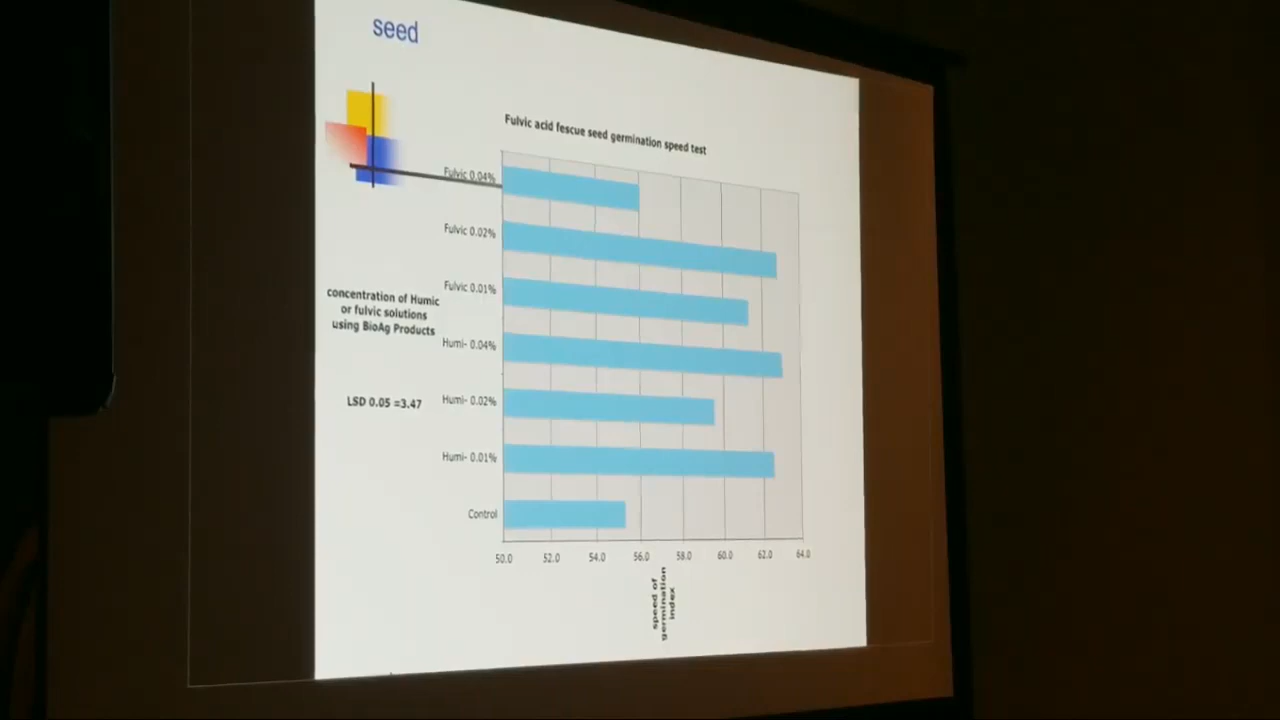 seed
Fulvic acid fescue seed germination speed test
Fulvic 0.04%
Fulvic 0.02%
Fulvic 0.01%
concentration of Humic
or fulvic solutions
using BioAg Products
Humi- 0.04%
LSD 0.05 =3.47
Humi- 0.02%
Humi- 0.01%
Control
50.0 52.0 54.0 56.0 58.0 60.0 62.0 64.0
speed of
germination
index